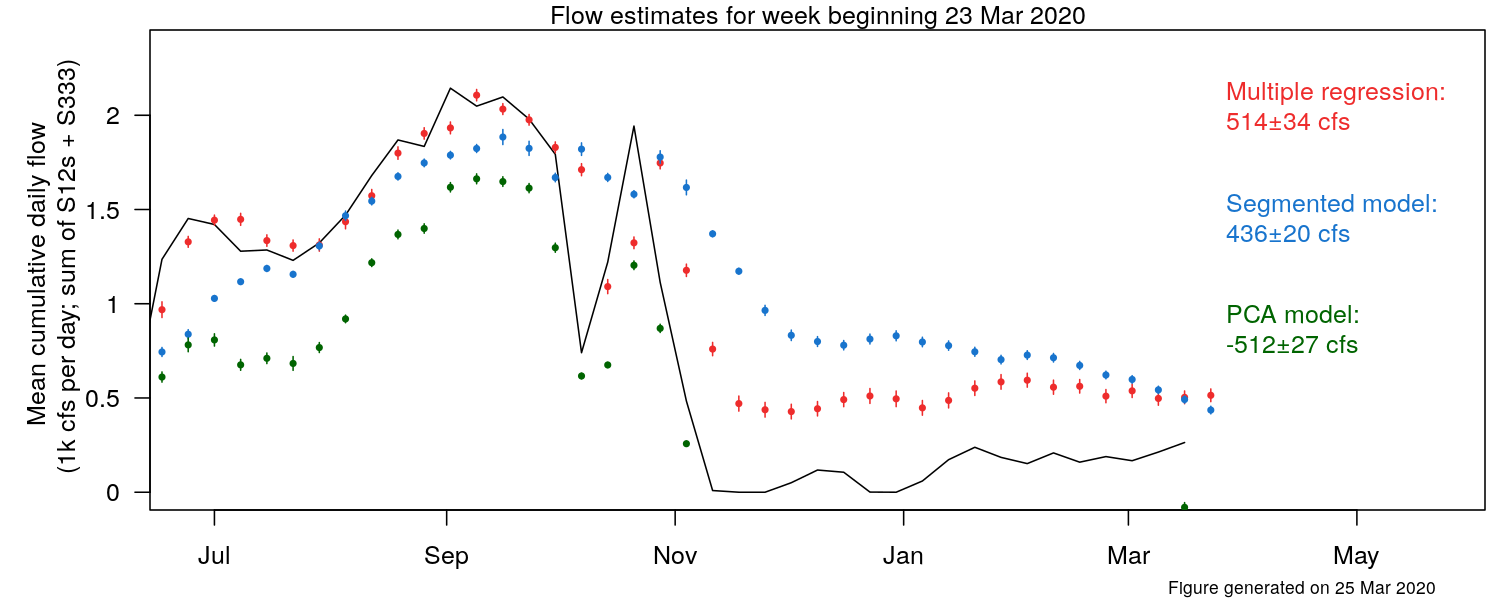 Flow estimates for week beginning 23 Mar 2020
Mean cumulative daily flow
(1k cfs per day; sum of S12s + S333)
2
1.5
1
0.5
0
Multiple regression:
514±34 cfs
Segmented model:
436±20 cfs
PCA model:
-512±27 cfs
Jul Sep Nov Jan Mar May
Figure generated on 25 Mar 2020